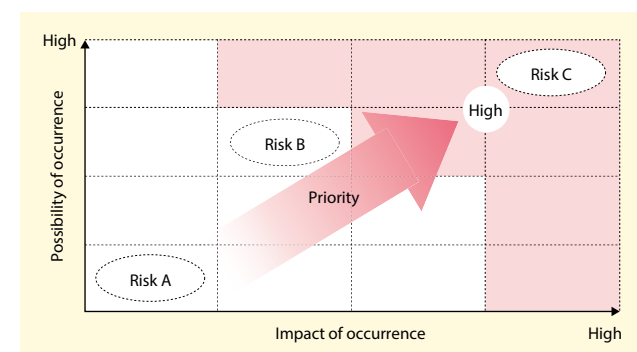 High
Risk C
High
Risk B
Possibility of occurrence
Priority
Risk A
Impact of occurrence
High